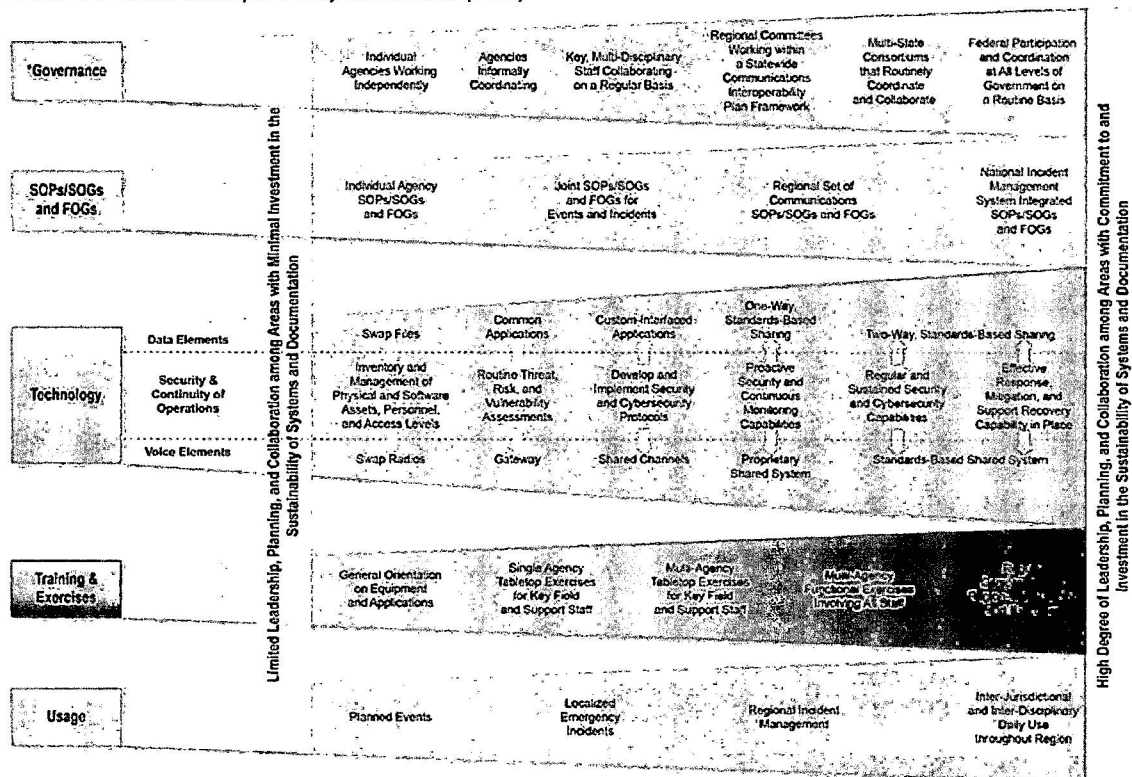 *Governance
Individual
Agencies Working
Independently
Agencies
Informally
Coordinating
Key, Multi-Disciplinary
Staff Collaborating
on a Regular Basis
Regional Committees
Working within
a Statewide
Communications
Interoperability
Plan Framework
Multi-State
Consortiums
that Routinely
Coordinate
and Collaborate
Federal Participation
and Coordination
at All Levels of
Government on
a Routine Basis
Limited Leadership, Planning, and Collaboration among Areas with Minimal Investment in the
Sustainability of Systems and Documentation
SOPs/SOGs
and FOGs
Individual Agency
SOPs/SOGs
and FOGs
Joint SOPs/SOGs
and FOGs for
Events and Incidents
Regional Set of
Communications
SOPs/SOGs and FOGs
National Incident
Management
System Integrated
SOPs/SOGs
and FOGs
Technology
Data Elements
Swap Files
Common
Applications
Custom-Interfaced
Applications
One-Way,
Standards-Based
Sharing
Two-Way, Standards-Based Sharing
Security &
Continuity of
Operations
Inventory and
Management of
Physical and Software
Assets, Personnel,
and Access Levels
Routine Threat,
Risk, and
Vulnerability
Assessments
Develop and
Implement Security
and Cybersecurity
Protocols
Proactive
Security and
Continuous
Monitoring
Capabilities
Regular and
Sustained Security
and Cybersecurity
Capabilities
Effective
Response,
Mitigation, and
Support Recovery
Capability in Place
Voice Elements
Swap Radios
Gateway
Shared Channels
Proprietary
Shared System
Standards-Based Shared System
Training &
Exercises
General Orientation
on Equipment
and Applications
Single Agency
Tabletop Exercises
for Key Field
and Support Staff
Multi-Agency
Tabletop Exercises
for Key Field
and Support Staff
Multi-Agency
Functional Exercises
Involving All Staff
Usage
Planned Events
Localized
Emergency
Incidents
Regional Incident
Management
Inter-Jurisdictional
and Inter-Disciplinary
Daily Use
throughout Region
High Degree of Leadership, Planning, and Collaboration among Areas with Commitment to and
Investment in the Sustainability of Systems and Documentation